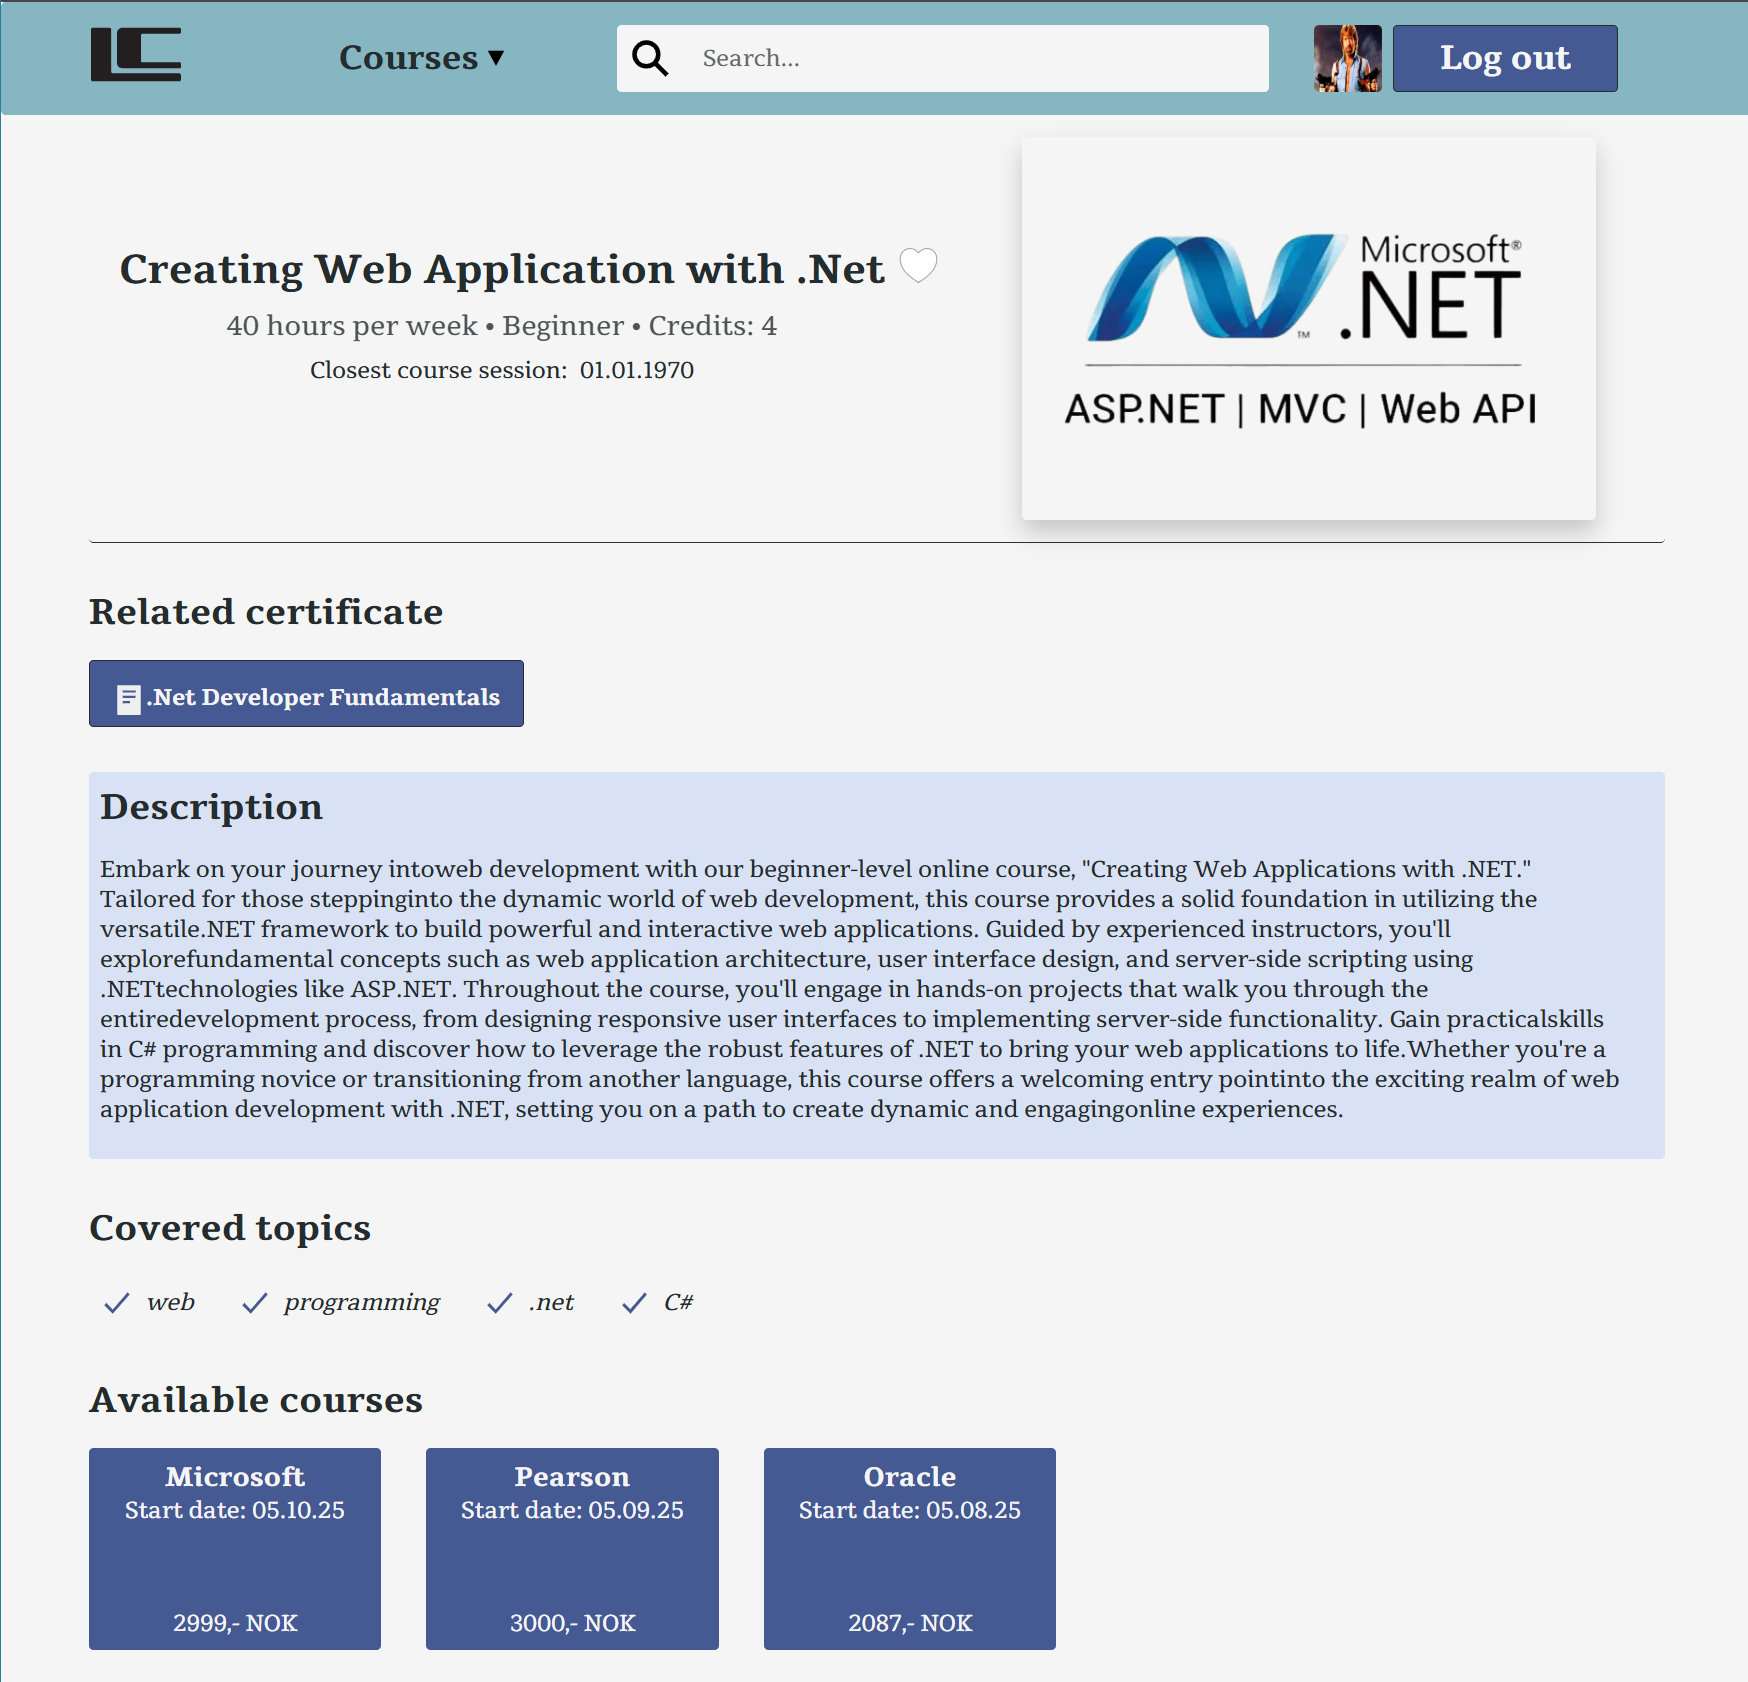 LC
Courses ▼
Search...
Log out
Creating Web Application with .Net
40 hours per week • Beginner • Credits: 4
Closest course session: 01.01.1970
Microsoft®
.NET
™
ASP.NET | MVC | Web API
Related certificate
.Net Developer Fundamentals
Description
Embark on your journey intoweb development with our beginner-level online course, "Creating Web Applications with .NET."
Tailored for those steppinginto the dynamic world of web development, this course provides a solid foundation in utilizing the
versatile.NET framework to build powerful and interactive web applications. Guided by experienced instructors, you'll
explorefundamental concepts such as web application architecture, user interface design, and server-side scripting using
.NETtechnologies like ASP.NET. Throughout the course, you'll engage in hands-on projects that walk you through the
entiredevelopment process, from designing responsive user interfaces to implementing server-side functionality. Gain practicalskills
in C# programming and discover how to leverage the robust features of .NET to bring your web applications to life.Whether you're a
programming novice or transitioning from another language, this course offers a welcoming entry pointinto the exciting realm of web
application development with .NET, setting you on a path to create dynamic and engagingonline experiences.
Covered topics
web programming .net C#
Available courses
Microsoft
Start date: 05.10.25
2999,- NOK
Pearson
Start date: 05.09.25
3000,- NOK
Oracle
Start date: 05.08.25
2087,- NOK